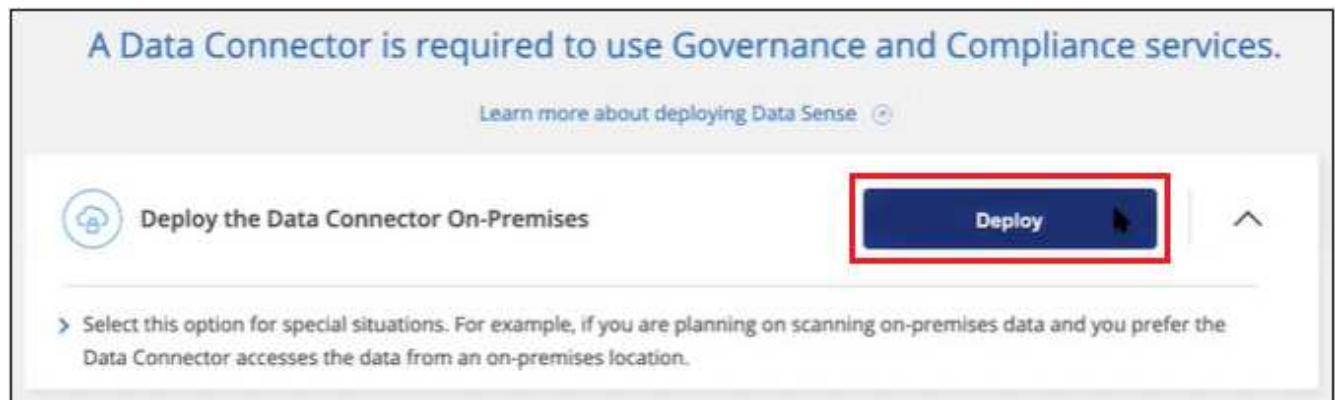 A Data Connector is required to use Governance and Compliance services.
Learn more about deploying Data Sense
Deploy the Data Connector On-Premises
Deploy
Select this option for special situations. For example, if you are planning on scanning on-premises data and you prefer the
Data Connector accesses the data from an on-premises location.